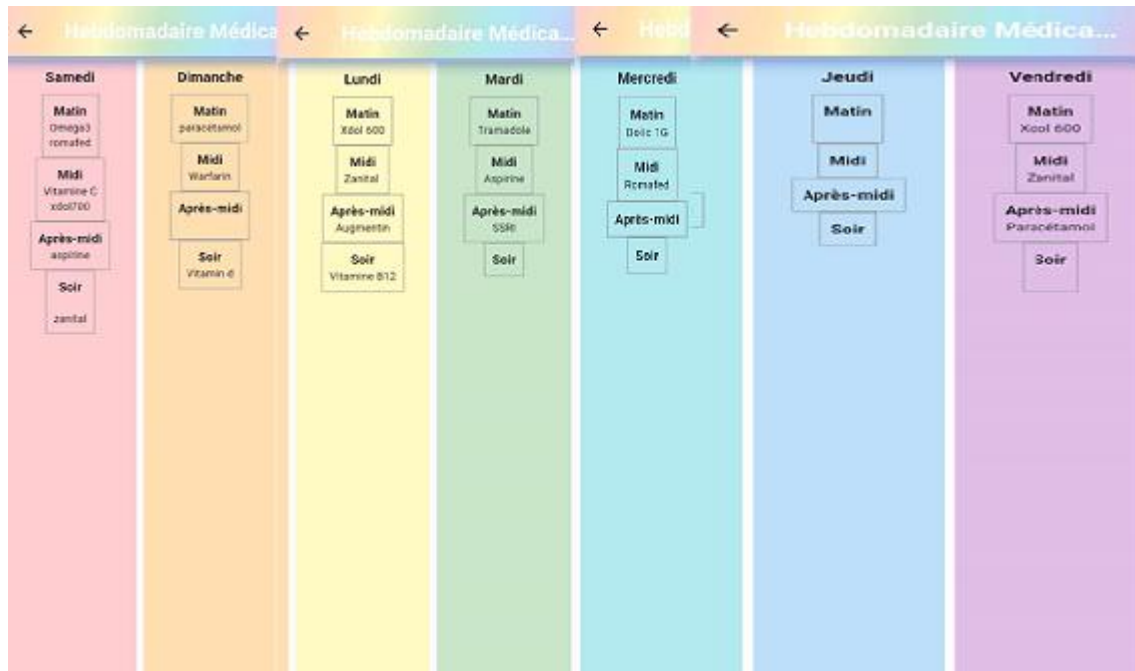 Hebdomadaire Médica
Samedi
Matin
Omega3
romafed
Midi
Vitamine C
xdol700
Après-midi
aspirine
Soir
zanital
Dimanche
Matin
paracétamol
Midi
Warfarin
Après-midi
Soir
Vitamin d
Hebdomadaire Médica...
Lundi
Matin
Xdol 600
Midi
Zanital
Après-midi
Augmentin
Soir
Vitamine B12
Mardi
Matin
Tramadole
Midi
Aspirine
Après-midi
SSRI
Soir
Hebd
Mercredi
Matin
1G
Midi
Romafed
Après-midi
Soir
Hebdomadaire Médica...
Jeudi
Matin
Midi
Après-midi
Soir
Vendredi
Matin
600
Midi
Zanital
Après-midi
Paracétamol
Soir